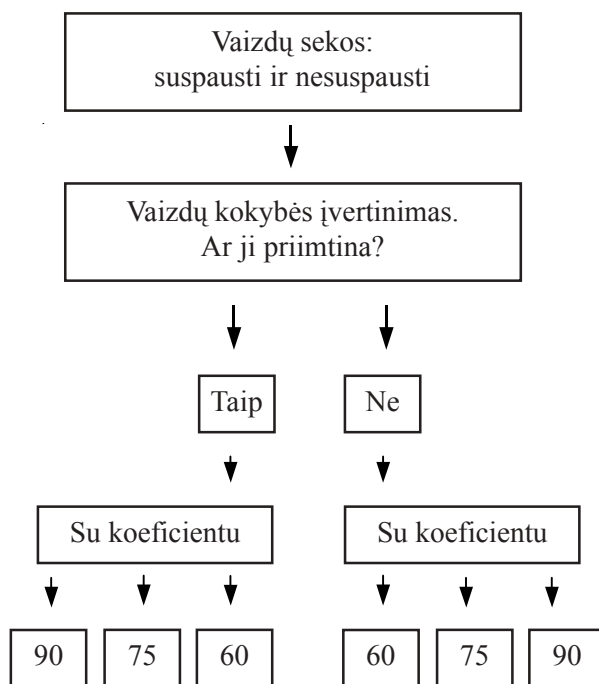 Vaizdų sekos:
suspausti ir nesuspausti
Vaizdų kokybės įvertinimas.
Ar ji priimtina?
Taip
Ne
Su koeficientu
Su koeficientu
90
75
60
60
75
90